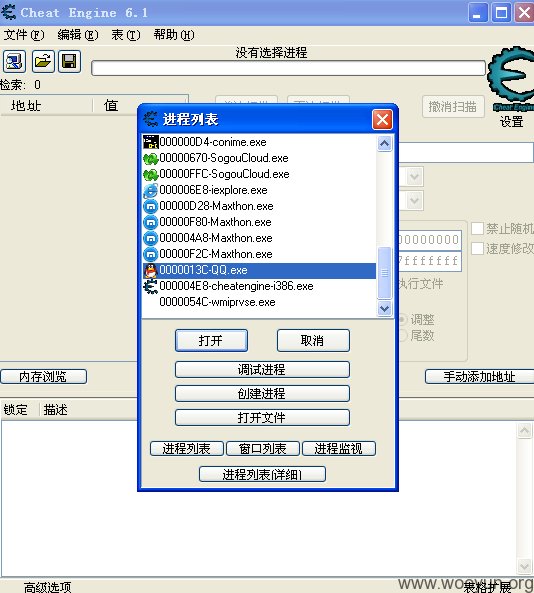 Cheat Engine 6.1
文件(F) 编辑(E) 表(T) 帮助(H)
没有选择进程
检索: 0
地址 值
撤消扫描
Cheat Engine
设置
进程列表
000000D4-conime.exe
00000670-SogouCloud.exe
00000FFC-SogouCloud.exe
000006E8-iexplore.exe
00000D28-Maxthon.exe
00000F80-Maxthon.exe
000004A8-Maxthon.exe
00000F2C-Maxthon.exe
0000013C-QQ.exe
000004E8-cheatengine-i386.exe
0000054C-wmiprvse.exe
禁止随机
00000000
速度修改
7fffffff
执行文件
调整
尾数
打开 取消
调试进程
创建进程
打开文件
进程列表 窗口列表 进程监视
进程列表(详细)
内存浏览 手动添加地址
锁定 描述
高级选项 表格扩展
www.wooyun.org